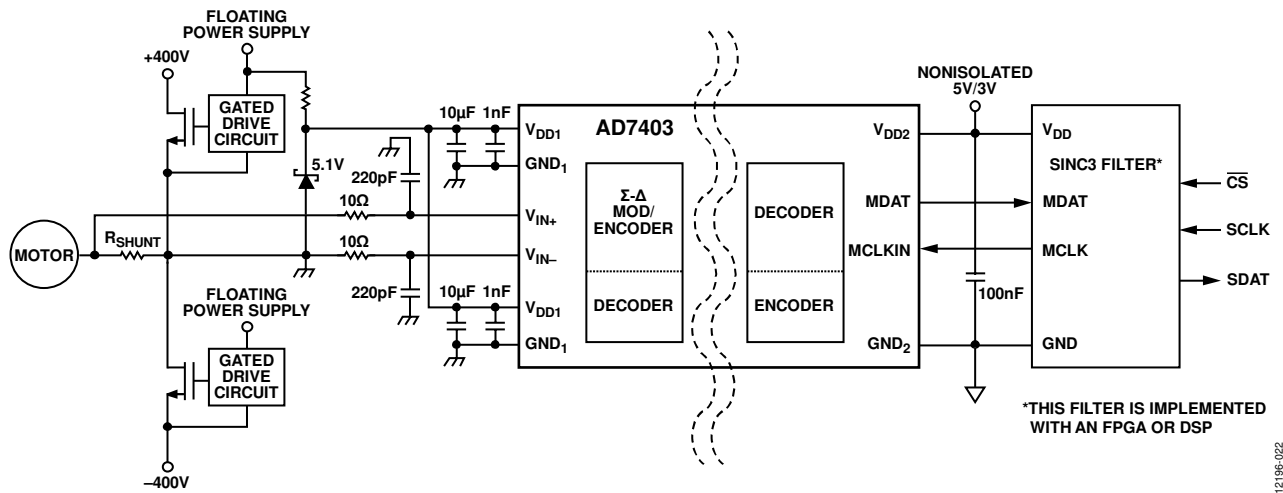 FLOATING
POWER SUPPLY
+400V
GATED
DRIVE
CIRCUIT
5.1V
220pF
10Ω
10Ω
220pF
MOTOR
RSHUNT
FLOATING
POWER SUPPLY
GATED
DRIVE
CIRCUIT
–400V
10µF
1nF
10µF
1nF
AD7403
VDD1
GND1
VIN+
VIN–
VDD1
GND1
Σ-Δ
MOD/
ENCODER
DECODER
DECODER
ENCODER
VDD2
MDAT
MCLKIN
GND2
NONISOLATED
5V/3V
100nF
VDD
SINC3 FILTER*
MDAT
MCLK
GND
CS
SCLK
SDAT
*THIS FILTER IS IMPLEMENTED
WITH AN FPGA OR DSP
12196-022